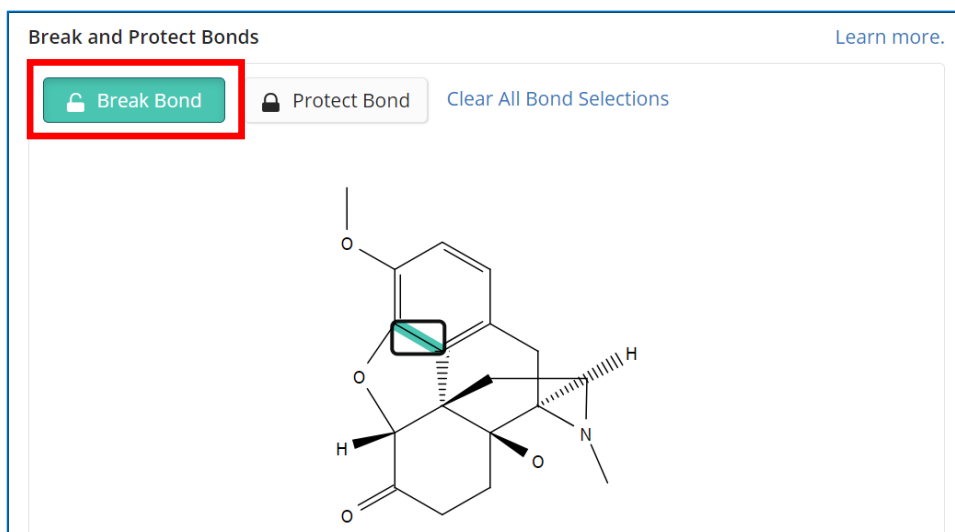 Break and Protect Bonds
Learn more.
Break Bond
Protect Bond
Clear All Bond Selections
O
H
O
H
N
O
O